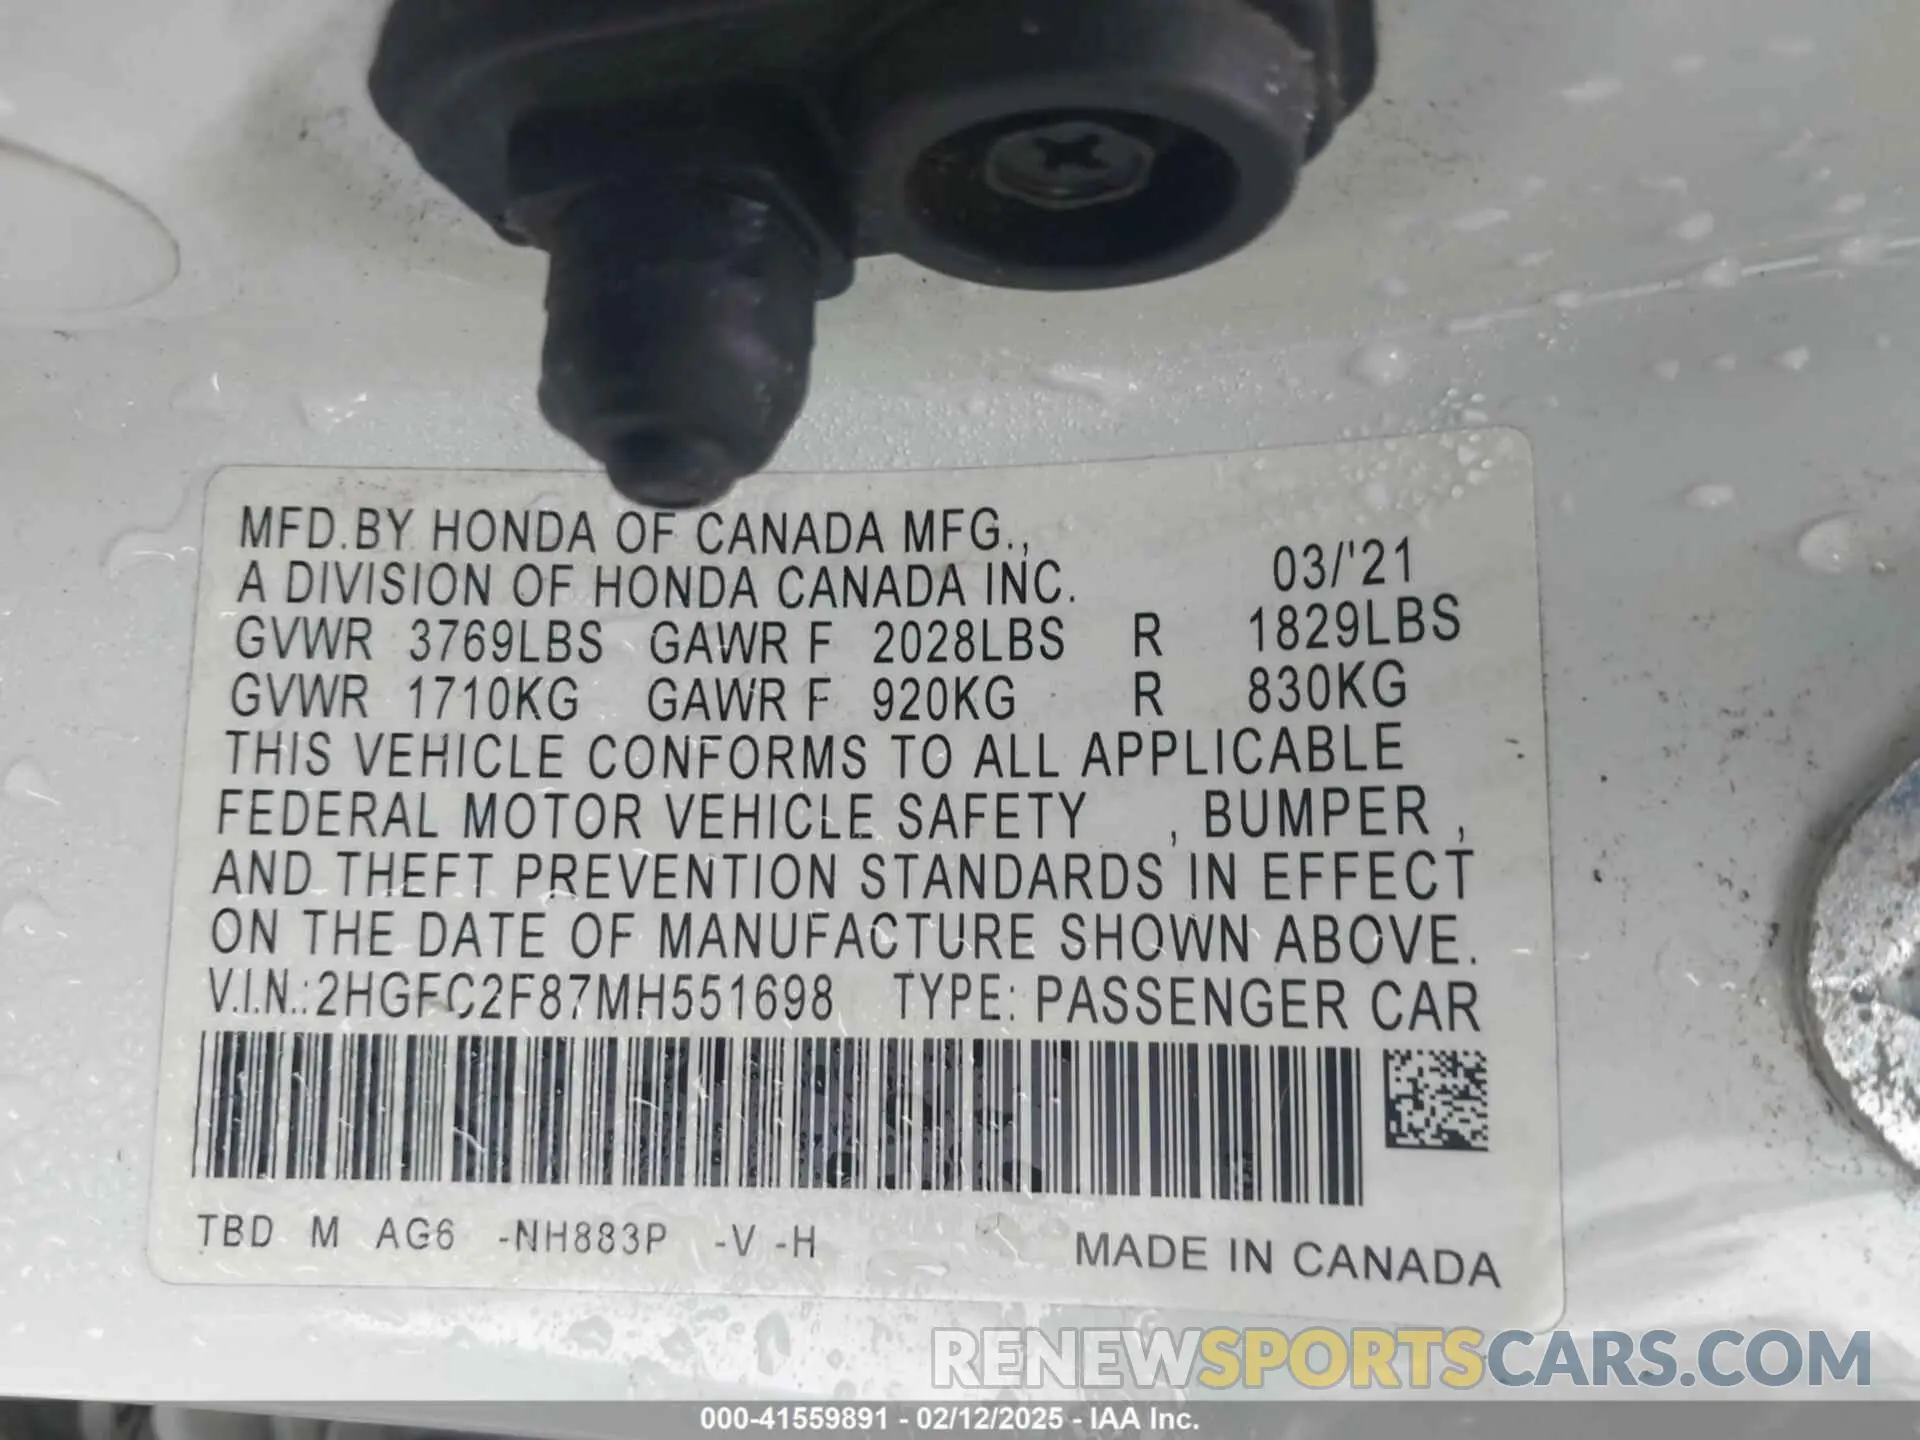 MFD.BY HONDA OF CANADA MFG.,
A DIVISION OF HONDA CANADA INC. 03/'21
GVWR 3769LBS GAWR F 2028LBS R 1829LBS
GVWR 1710KG GAWR F 920KG R 830KG
THIS VEHICLE CONFORMS TO ALL APPLICABLE
FEDERAL MOTOR VEHICLE SAFETY , BUMPER ,
AND THEFT PREVENTION STANDARDS IN EFFECT
ON THE DATE OF MANUFACTURE SHOWN ABOVE.
V.I.N.:2HGFC2F87MH551698 TYPE: PASSENGER CAR
TBD M AG6 -NH883P -V -H MADE IN CANADA
RENEWSPORTSCARS.COM
000-41559891 - 02/12/2025 - IAA Inc.